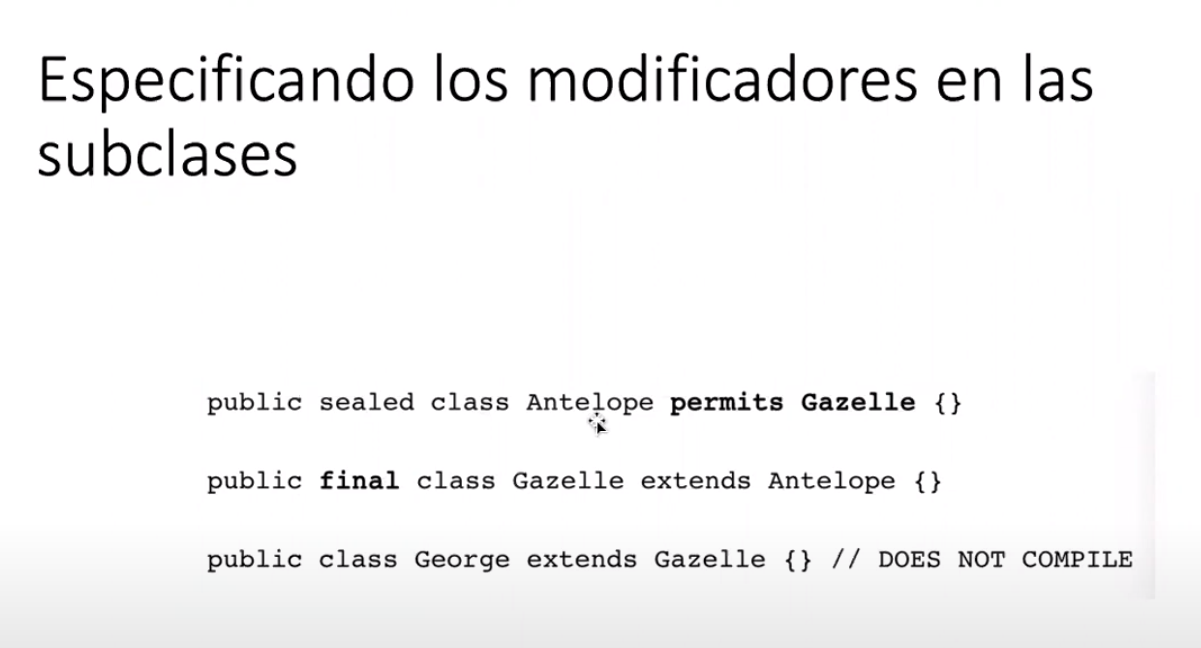 Especificando los modificadores en las
subclases
public sealed class Antelope permits Gazelle {}
public final class Gazelle extends Antelope {}
public class George extends Gazelle {} // DOES NOT COMPILE